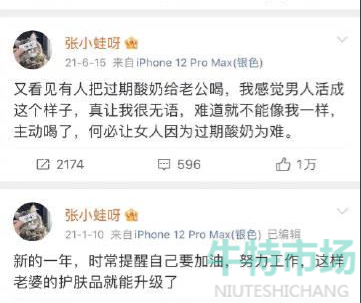 张小蛙呀
21-6-15 来自iPhone 12 Pro Max(银色)
又看见有人把过期酸奶给老公喝，我感觉男人活成
这个样子，真让我很无语，难道就不能像我一样，
主动喝了，何必让女人因为过期酸奶为难。
2174 596 1万
张小蛙呀
21-1-10 来自iPhone 12 Pro Max(银色) 已编辑
新的一年，时常提醒自己要加油，努力工作，这样
老婆的护肤品就能升级了
牛特市场
NIUTESHICHANG